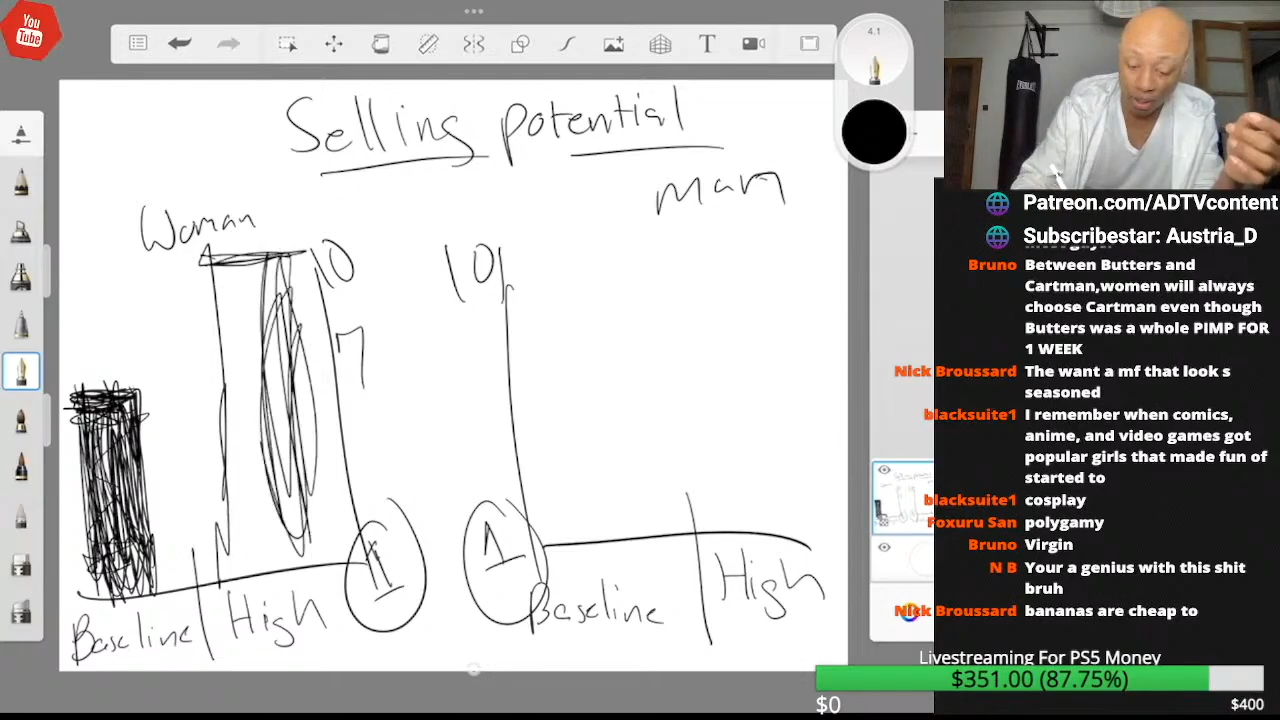 You
Tube
4.1
T
Selling potential
Woman
Man
10
7
10
1
1
Baseline
High
Baseline
High
EVERLAST
Patreon.com/ADTVcontent
Subscribestar: Austria_D
Bruno Between Butters and
Cartman,women will always
choose Cartman even though
Butters was a whole PIMP FOR
1 WEEK
Nick Broussard The want a mf that look s
seasoned
blacksuite1 I remember when comics,
anime, and video games got
popular girls that made fun of
started to
blacksuite1 cosplay
Foxuru San polygamy
Bruno Virgin
N B Your a genius with this shit
bruh
Nick Broussard bananas are cheap to
Livestreaming For PS5 Money
$351.00 (87.75%)
$0
$400